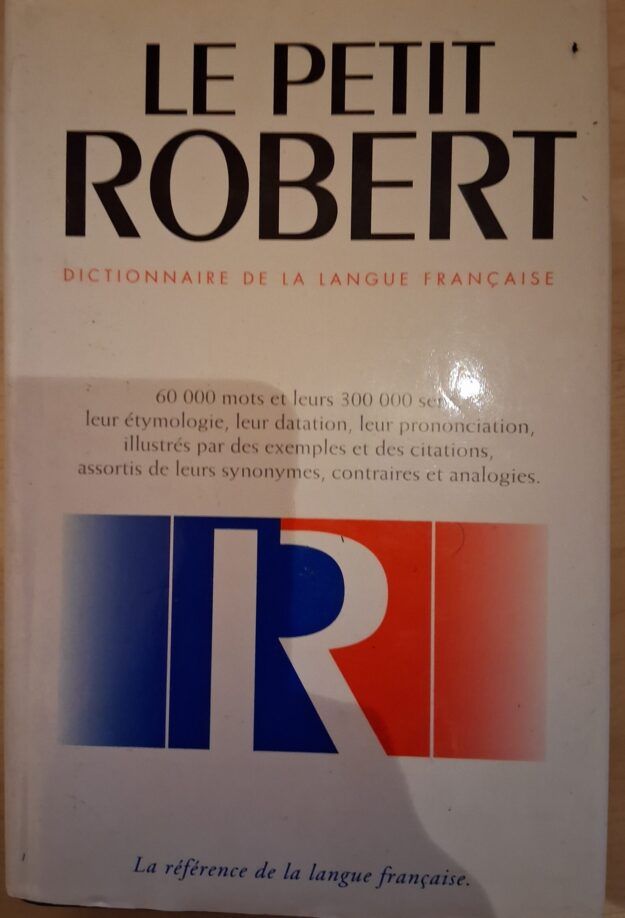 LE PETIT
ROBERT
DICTIONNAIRE DE LA LANGUE FRANÇAISE
60 000 mots et leurs 300 000
leur étymologie, leur datation, leur prononciation,
illustrés par des exemples et des citations,
assortis de leurs synonymes, contraires et analogies.
R
La référence de la langue française.